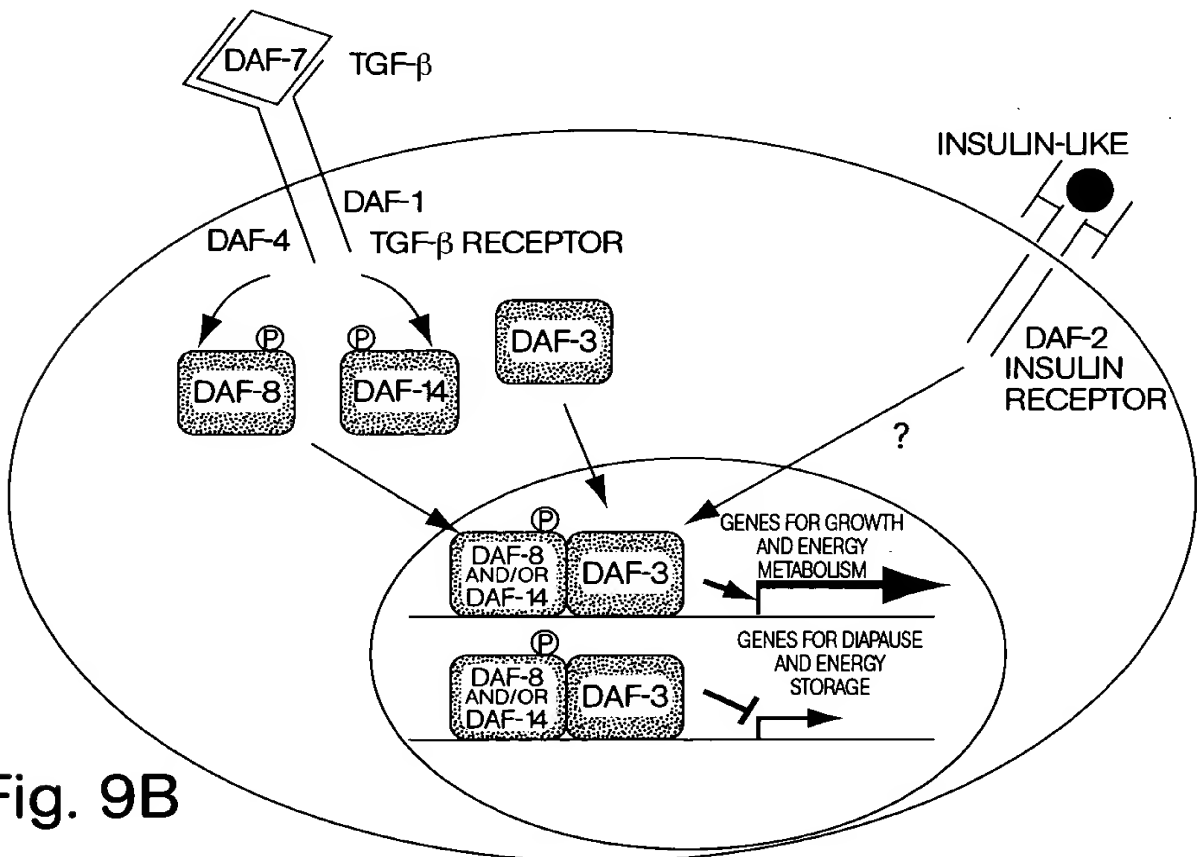 DAF-7 TGF-β
INSULIN-LIKE
DAF-1
DAF-4 TGF-β RECEPTOR
P P
DAF-8 DAF-14 DAF-3
DAF-2
INSULIN
RECEPTOR
?
P
DAF-8
AND/OR
DAF-14
DAF-3
GENES FOR GROWTH
AND ENERGY
METABOLISM
P
DAF-8
AND/OR
DAF-14
DAF-3
GENES FOR DIAPAUSE
AND ENERGY
STORAGE
Fig. 9B